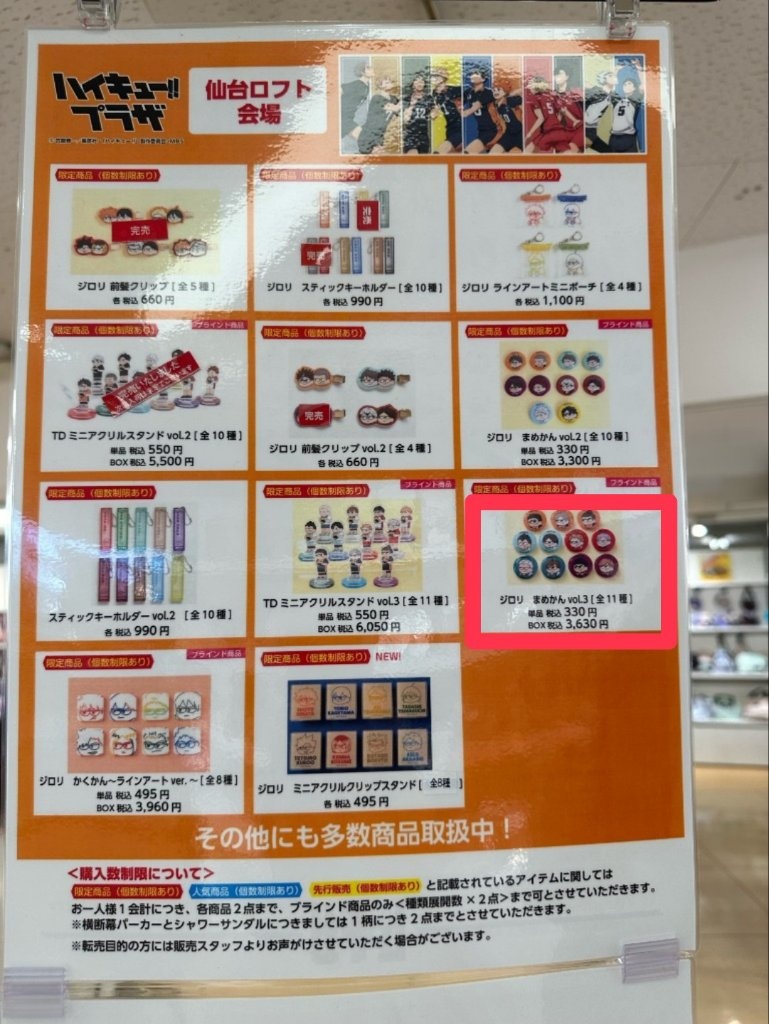 ハイキュー!!
プラザ
仙台ロフト
会場
限定商品（個数制限あり）
完売
ジロリ 前髪クリップ [ 全5種 ]
各 税込 660円
限定商品（個数制限あり）
完売
完売
ジロリ スティックキーホルダー [ 全10種 ]
各 税込 990円
限定商品（個数制限あり）
ジロリ ラインアートミニポーチ [ 全4種 ]
各 税込 1,100円
限定商品（個数制限あり）
ブラインド商品
完売いたしました
TD ミニアクリルスタンド vol.2 [ 全10種 ]
単品 税込 550円
BOX 税込 5,500円
限定商品（個数制限あり）
完売
ジロリ 前髪クリップ vol.2 [ 全4種 ]
各 税込 660円
限定商品（個数制限あり）
ブラインド商品
ジロリ まめかん vol.2 [ 全10種 ]
単品 税込 330円
BOX 税込 3,300円
限定商品（個数制限あり）
スティックキーホルダー vol.2 [ 全10種 ]
各 税込 990円
限定商品（個数制限あり）
ブラインド商品
TD ミニアクリルスタンド vol.3 [ 全11種 ]
単品 税込 550円
BOX 税込 6,050円
限定商品（個数制限あり）
ブラインド商品
ジロリ まめかん vol.3 [ 全11種 ]
単品 税込 330円
BOX 税込 3,630円
限定商品（個数制限あり）
ブラインド商品
ジロリ かくかん～ラインアート ver. ～ [ 全8種 ]
単品 税込 495円
BOX 税込 3,960円
限定商品（個数制限あり） NEW!
ジロリ ミニアクリルクリップスタンド [ 全8種 ]
各 税込 495円
その他にも多数商品取扱中！
＜購入数制限について＞
限定商品（個数制限あり） 人気商品（個数制限あり） 先行販売（個数制限あり） と記載されているアイテムに関しては
お一人様1会計につき、各商品2点まで、ブラインド商品のみ＜種類展開数×2点＞まで可とさせていただきます。
※横断幕パーカーとシャワーサンダルにつきましては1柄につき2点までとさせていただきます。
※転売目的の方には販売スタッフよりお声がけさせていただく場合がございます。